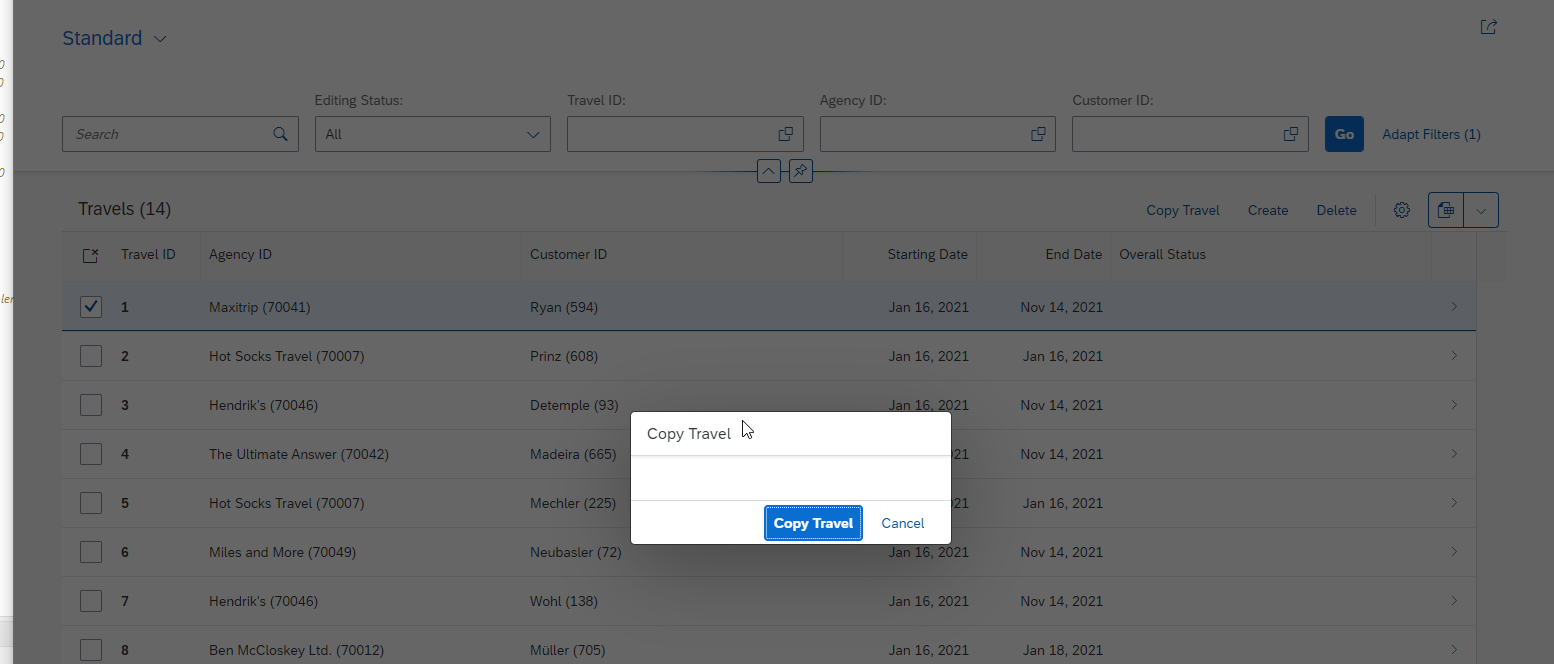 Standard
Editing Status:
Travel ID:
Agency ID:
Customer ID:
Search
All
Go
Adapt Filters (1)
Travels (14)
Copy Travel
Create
Delete
Travel ID Agency ID Customer ID Starting Date End Date Overall Status
1 Maxitrip (70041) Ryan (594) Jan 16, 2021 Nov 14, 2021
2 Hot Socks Travel (70007) Prinz (608) Jan 16, 2021 Jan 16, 2021
3 Hendrik's (70046) Detemple (93) Jan 16, 2021 Nov 14, 2021
4 The Ultimate Answer (70042) Madeira (665) 21 Nov 14, 2021
5 Hot Socks Travel (70007) Mechler (225) 21 Jan 16, 2021
6 Miles and More (70049) Neubasler (72) Jan 16, 2021 Nov 14, 2021
7 Hendrik's (70046) Wohl (138) Jan 16, 2021 Nov 14, 2021
8 Ben McCloskey Ltd. (70012) Müller (705) Jan 16, 2021 Jan 18, 2021
Copy Travel
Copy Travel
Cancel